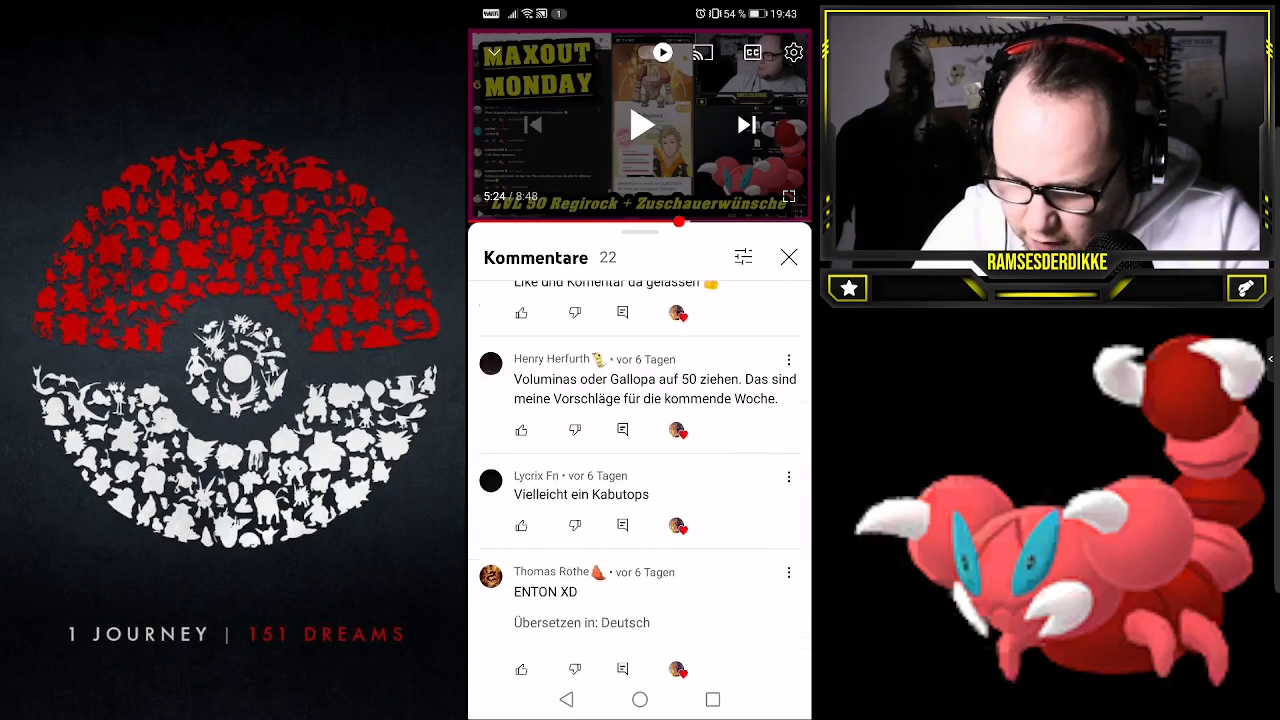 1 JOURNEY | 151 DREAMS
1
54 %
19:43
MAXOUT
MONDAY
CC
5:24 / 8:48
LVL 50 Regirock + Zuschauerwünsche
Kommentare 22
Like und Komentar da gelassen
Henry Herfurth • vor 6 Tagen
Voluminas oder Gallopa auf 50 ziehen. Das sind
meine Vorschläge für die kommende Woche.
Lycrix Fn • vor 6 Tagen
Vielleicht ein Kabutops
Thomas Rothe • vor 6 Tagen
ENTON XD
Übersetzen in: Deutsch
RAMSESDERDIKKE